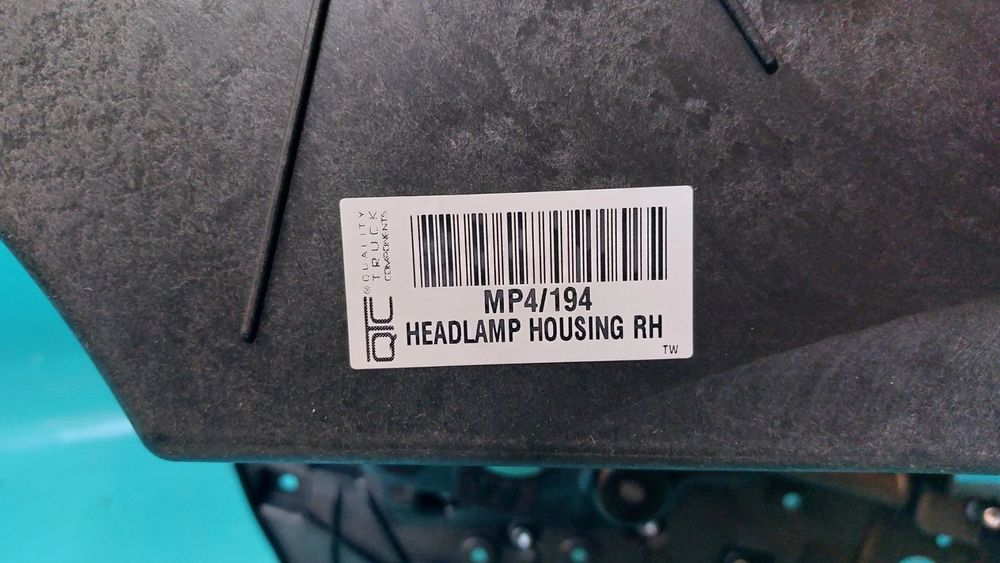 QTC
® QUALITY
TRUCK
COMPONENTS
MP4/194
HEADLAMP HOUSING RH
TW